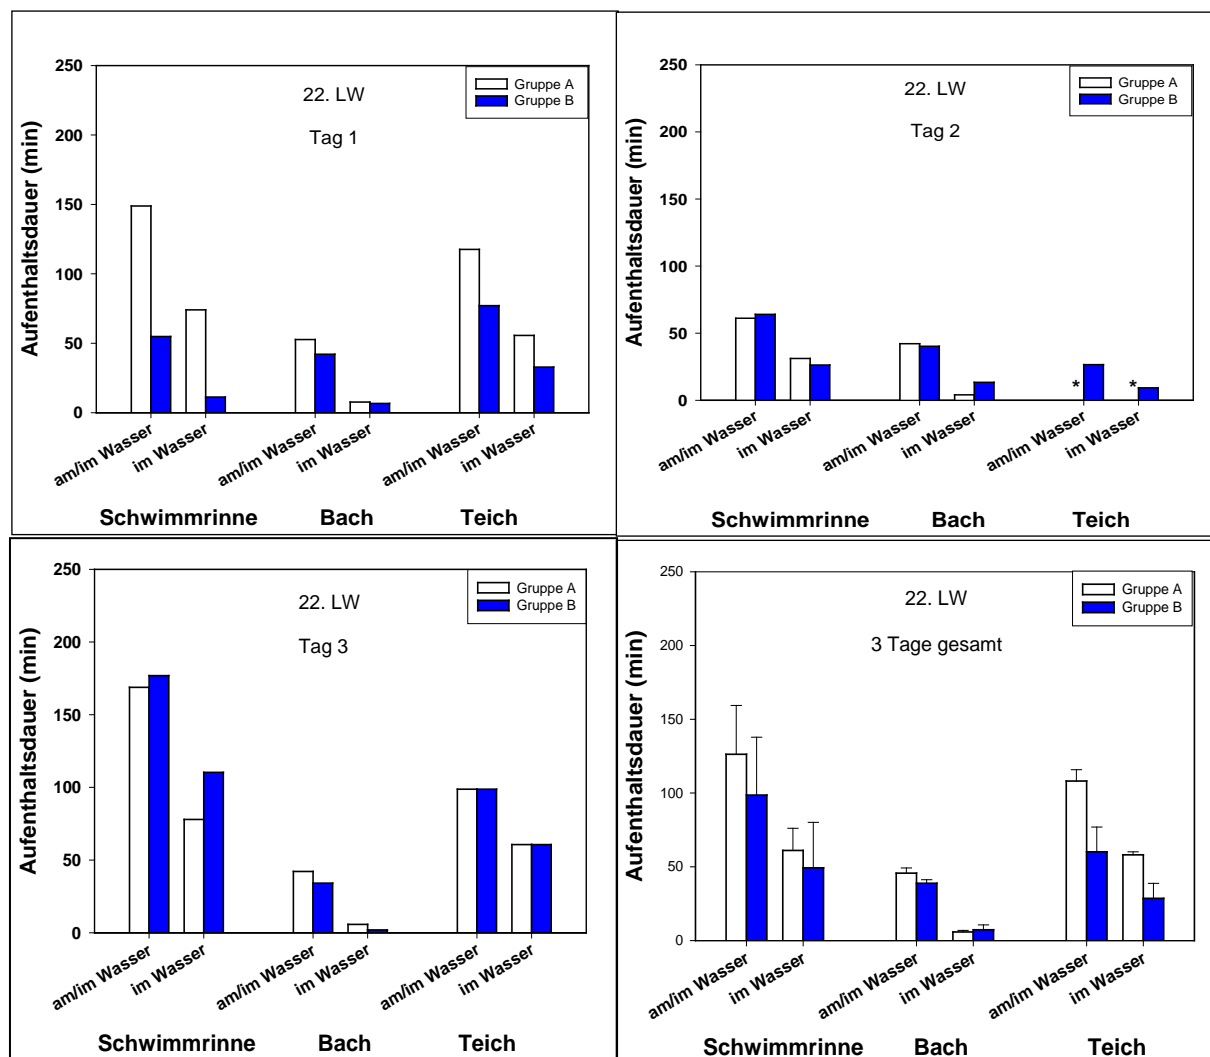 Aufenthaltsdauer (min)
250
200
150
100
50
0
22. LW
Tag 1
Gruppe A
Gruppe B
am/im Wasser
im Wasser
am/im Wasser
im Wasser
am/im Wasser
im Wasser
Schwimmrinne Bach Teich
Aufenthaltsdauer (min)
250
200
150
100
50
0
22. LW
Tag 2
Gruppe A
Gruppe B
* *
am/im Wasser
im Wasser
am/im Wasser
im Wasser
am/im Wasser
im Wasser
Schwimmrinne Bach Teich
Aufenthaltsdauer (min)
250
200
150
100
50
0
22. LW
Tag 3
Gruppe A
Gruppe B
am/im Wasser
im Wasser
am/im Wasser
im Wasser
am/im Wasser
im Wasser
Schwimmrinne Bach Teich
Aufenthaltsdauer (min)
250
200
150
100
50
0
22. LW
3 Tage gesamt
Gruppe A
Gruppe B
am/im Wasser
im Wasser
am/im Wasser
im Wasser
am/im Wasser
im Wasser
Schwimmrinne Bach Teich